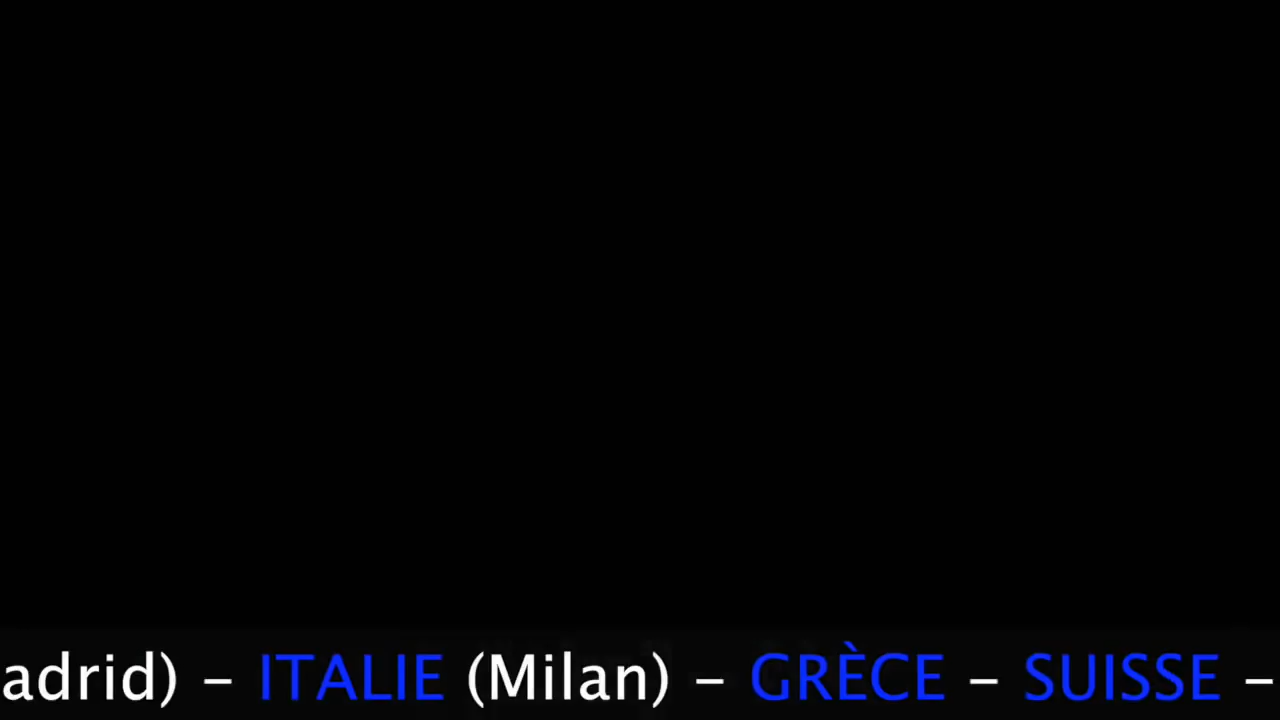 adrid) – ITALIE (Milan) – GRÈCE – SUISSE –